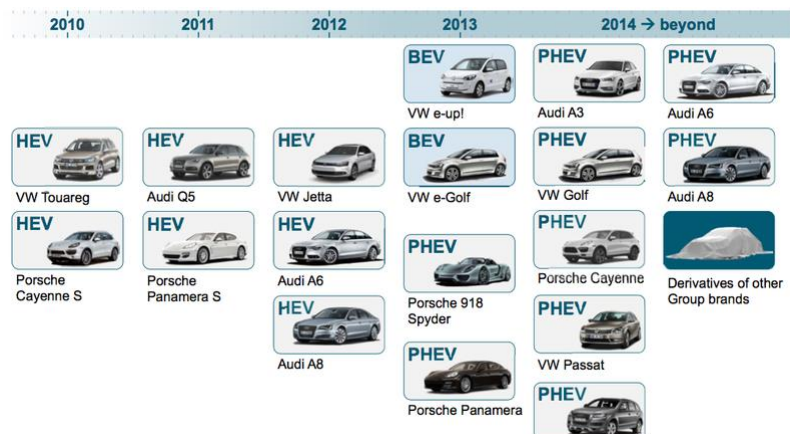 2010 2011 2012 2013 2014 → beyond
BEV PHEV PHEV
VW e-up! Audi A3 Audi A6
HEV HEV HEV BEV PHEV PHEV
VW Touareg Audi Q5 VW Jetta VW e-Golf VW Golf Audi A8
HEV HEV HEV PHEV PHEV
Porsche
Cayenne S
Porsche
Panamera S
Audi A6
Porsche 918
Spyder
Porsche Cayenne
Derivatives of other
Group brands
HEV PHEV PHEV
Audi A8 Porsche Panamera VW Passat
PHEV